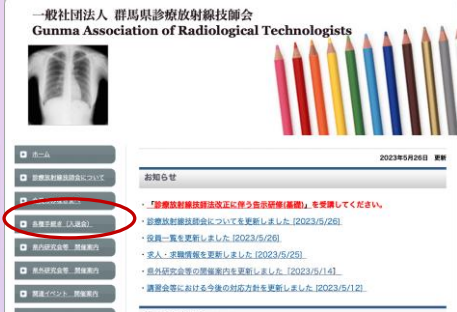 一般社団法人 群馬県診療放射線技師会
Gunma Association of Radiological Technologists
2023年5月26日 更新
ホーム
お知らせ
診療放射線技師会について
・「診療放射線技師法改正に伴う告示研修(基礎)」を受講してください。
・診療放射線技師会についてを更新しました [2023/5/26]
各種手続き（入退会）
・役員一覧を更新しました [2023/5/26]
・求人・求職情報を更新しました [2023/5/25]
県内研究会等 開催案内
・県外研究会等の開催案内を更新しました「2023/5/14]
県外研究会等 開催案内
・講習会等における今後の対応方針を更新しました [2023/5/12]
関連イベント 開催案内